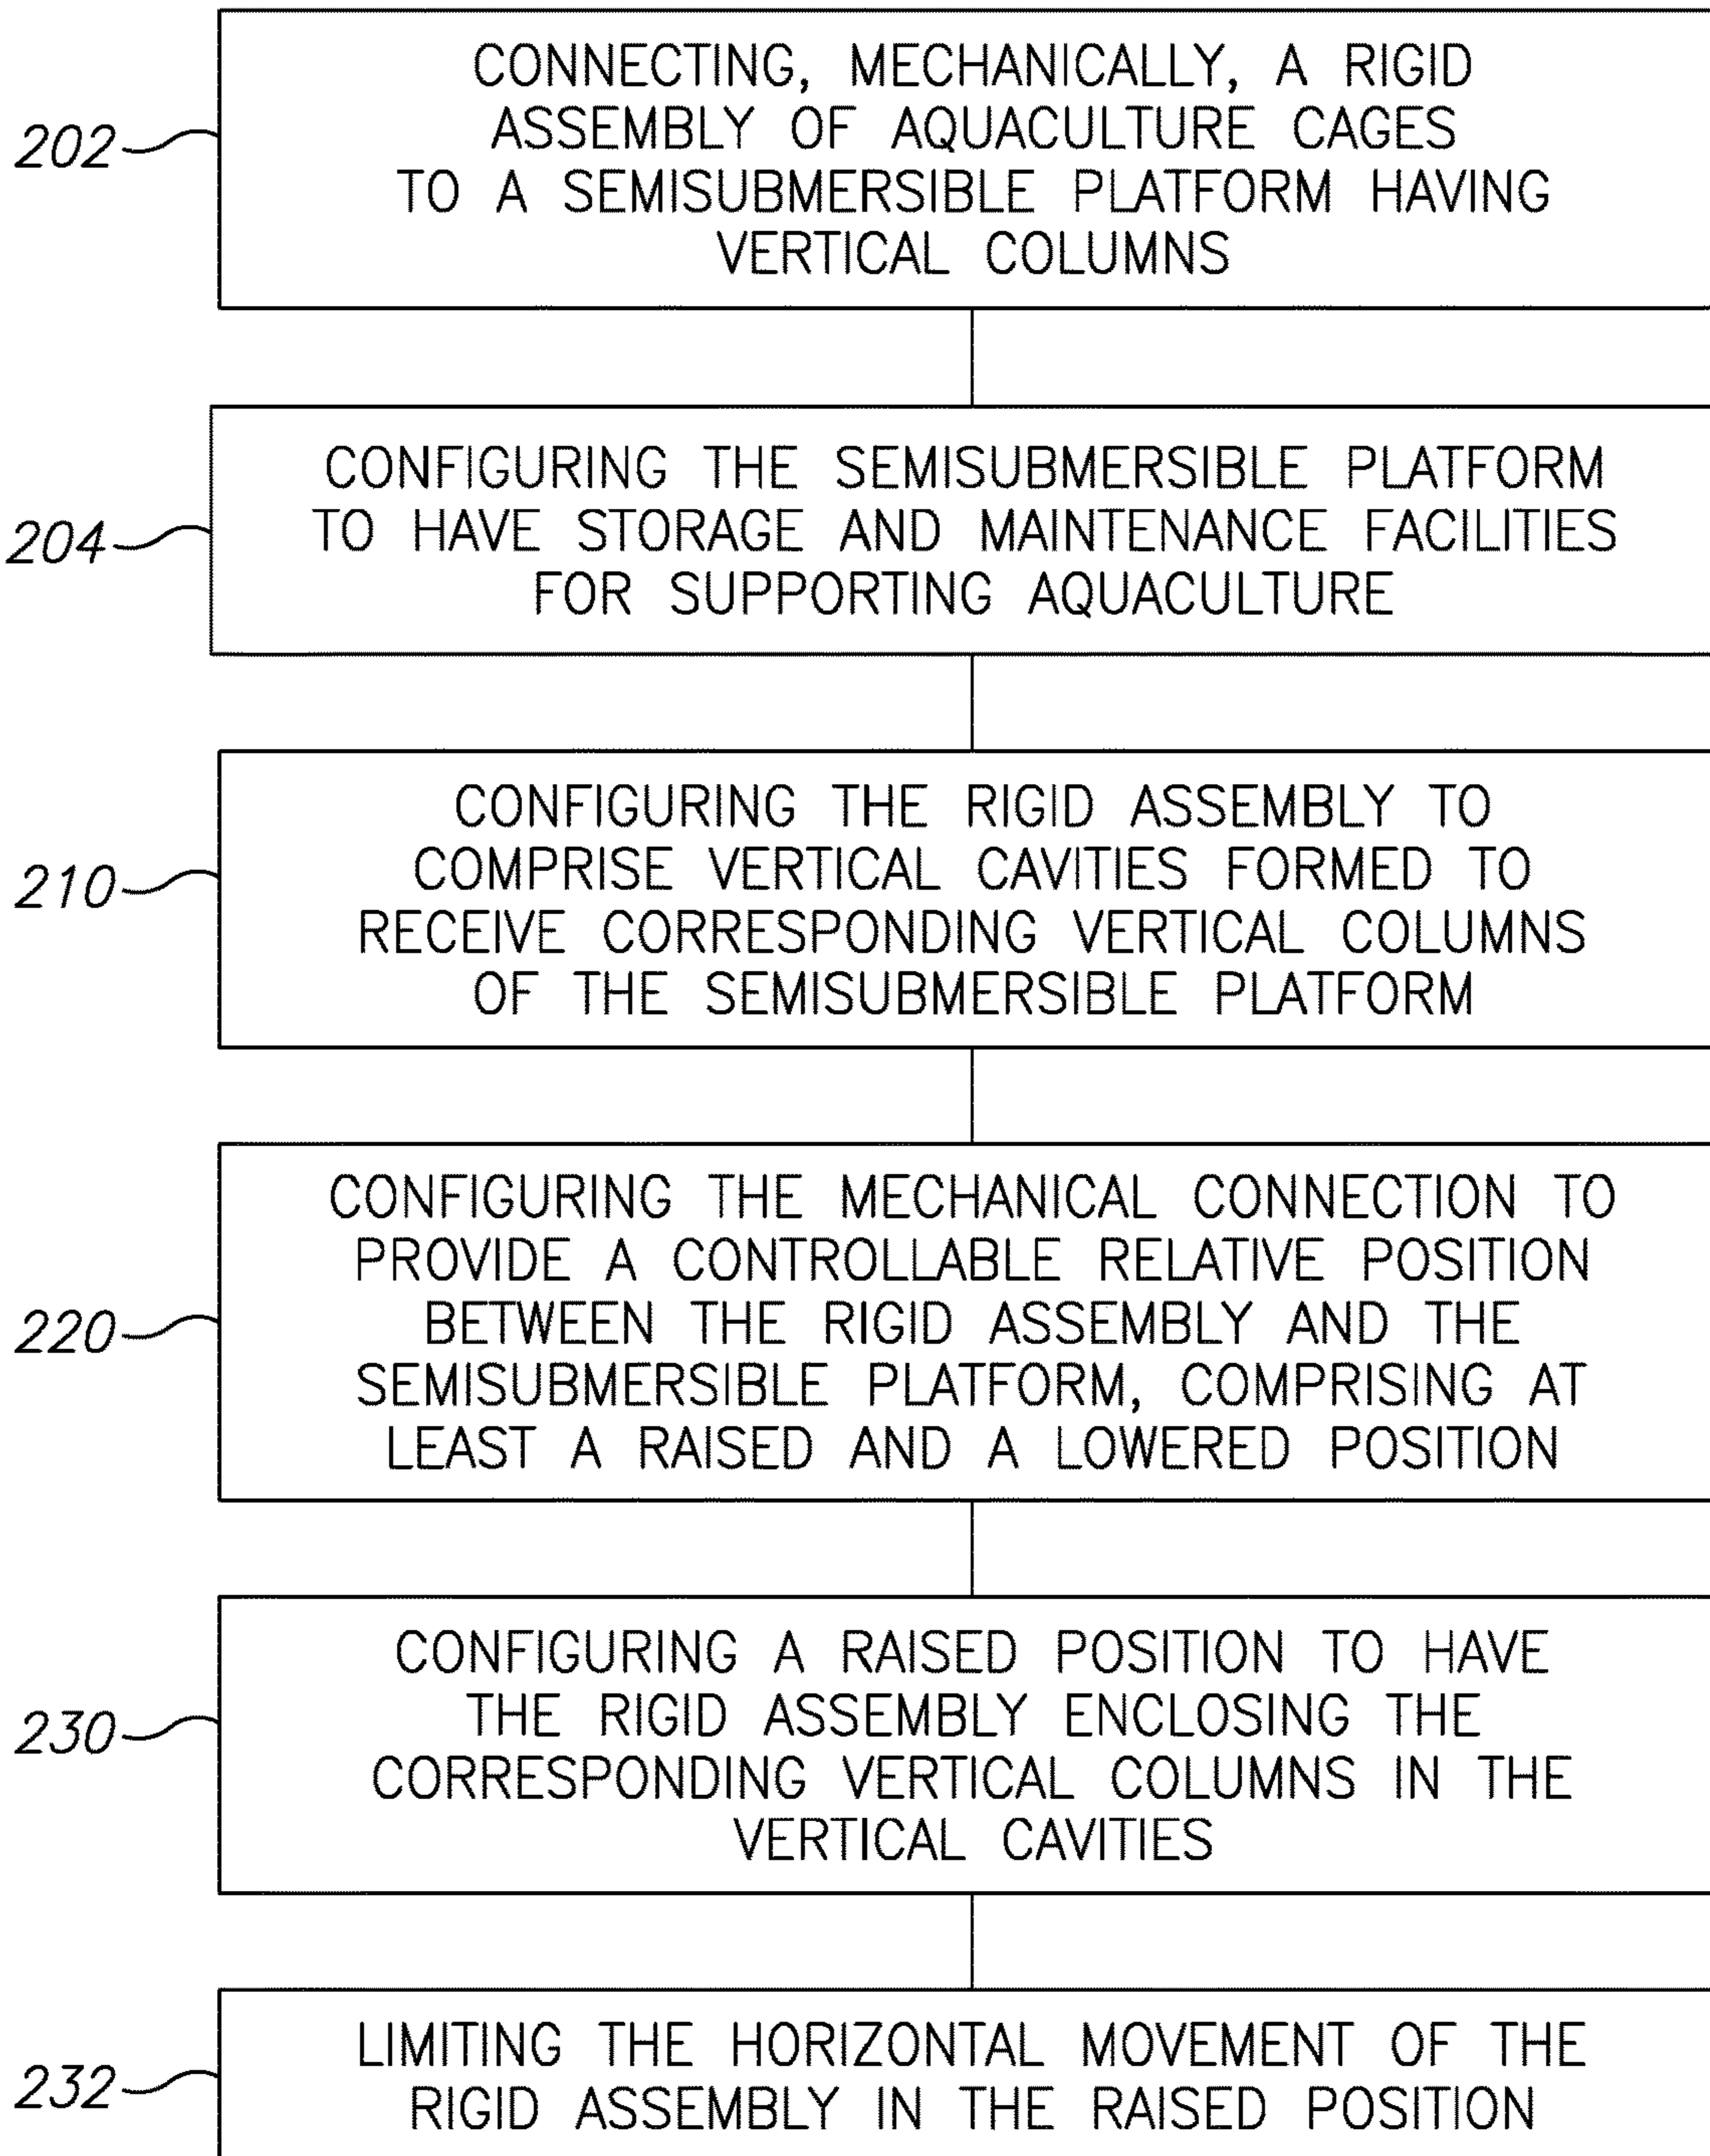 CONNECTING, MECHANICALLY, A RIGID
ASSEMBLY OF AQUACULTURE CAGES
TO A SEMISUBMERSIBLE PLATFORM HAVING
VERTICAL COLUMNS
202
CONFIGURING THE SEMISUBMERSIBLE PLATFORM
TO HAVE STORAGE AND MAINTENANCE FACILITIES
FOR SUPPORTING AQUACULTURE
204
CONFIGURING THE RIGID ASSEMBLY TO
COMPRISE VERTICAL CAVITIES FORMED TO
RECEIVE CORRESPONDING VERTICAL COLUMNS
OF THE SEMISUBMERSIBLE PLATFORM
210
CONFIGURING THE MECHANICAL CONNECTION TO
PROVIDE A CONTROLLABLE RELATIVE POSITION
BETWEEN THE RIGID ASSEMBLY AND THE
SEMISUBMERSIBLE PLATFORM, COMPRISING AT
LEAST A RAISED AND A LOWERED POSITION
220
CONFIGURING A RAISED POSITION TO HAVE
THE RIGID ASSEMBLY ENCLOSING THE
CORRESPONDING VERTICAL COLUMNS IN THE
VERTICAL CAVITIES
230
LIMITING THE HORIZONTAL MOVEMENT OF THE
RIGID ASSEMBLY IN THE RAISED POSITION
232